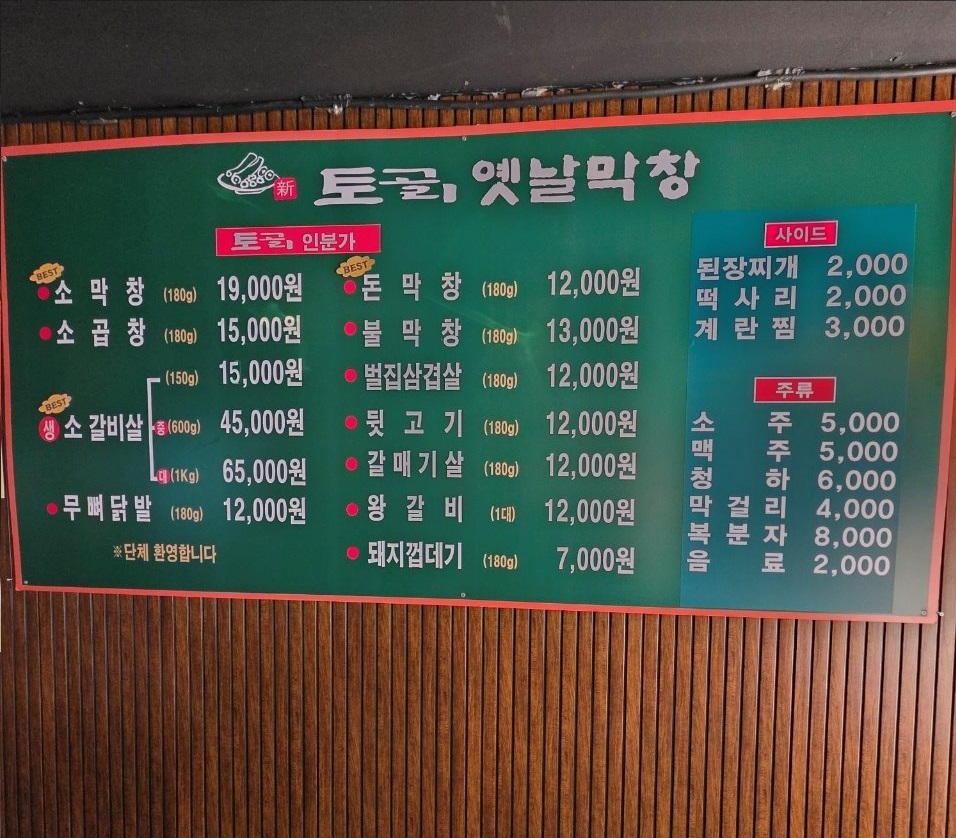 新 토골 옛날막창
토골 인분가
BEST
소 막 창 (180g) 19,000원
소 곱 창 (180g) 15,000원
(150g) 15,000원
BEST
생 소 갈비살 중 (600g) 45,000원
대 (1Kg) 65,000원
무 뼈 닭 발 (180g) 12,000원
※단체 환영합니다
BEST
돈 막 창 (180g) 12,000원
불 막 창 (180g) 13,000원
벌집삼겹살 (180g) 12,000원
뒷 고 기 (180g) 12,000원
갈 매 기 살 (180g) 12,000원
왕 갈 비 (1대) 12,000원
돼지껍데기 (180g) 7,000원
사이드
된장찌개 2,000
떡 사 리 2,000
계 란 찜 3,000
주류
소 주 5,000
맥 주 5,000
청 하 6,000
막 걸 리 4,000
복 분 자 8,000
음 료 2,000